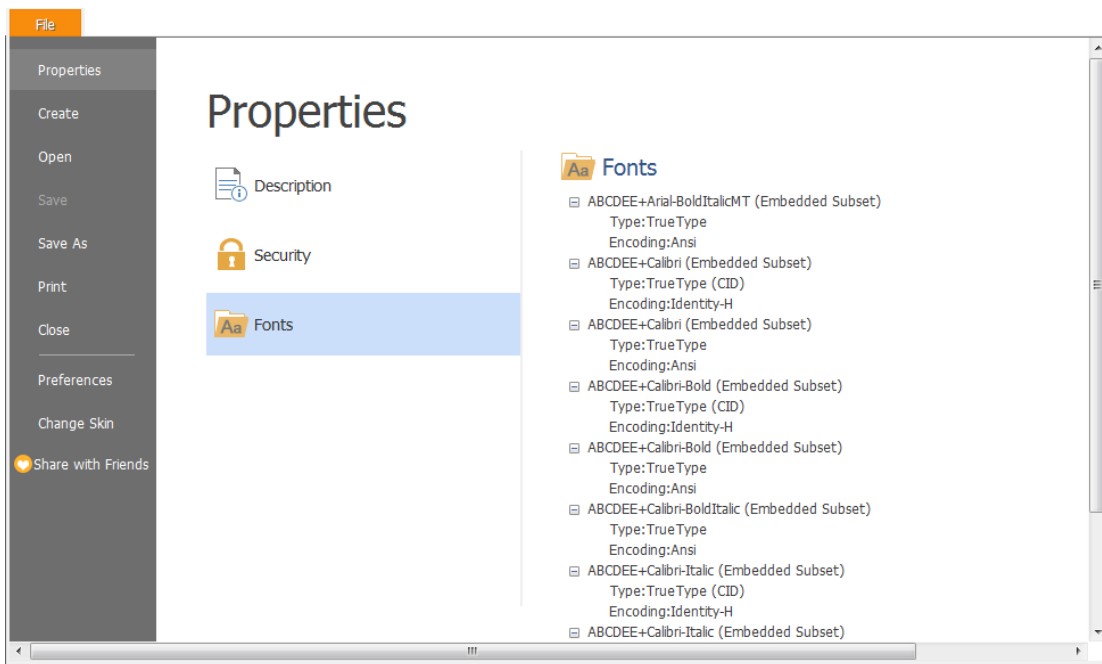 File
Properties
Create
Open
Save
Save As
Print
Close
Preferences
Change Skin
Share with Friends
Properties
Description
Security
Aa Fonts
Aa Fonts
ABCDEE+Arial-BoldItalicMT (Embedded Subset)
Type:TrueType
Encoding:Ansi
ABCDEE+Calibri (Embedded Subset)
Type:TrueType (CID)
Encoding:Identity-H
ABCDEE+Calibri (Embedded Subset)
Type:TrueType
Encoding:Ansi
ABCDEE+Calibri-Bold (Embedded Subset)
Type:TrueType (CID)
Encoding:Identity-H
ABCDEE+Calibri-Bold (Embedded Subset)
Type:TrueType
Encoding:Ansi
ABCDEE+Calibri-BoldItalic (Embedded Subset)
Type:TrueType
Encoding:Ansi
ABCDEE+Calibri-Italic (Embedded Subset)
Type:TrueType (CID)
Encoding:Identity-H
ABCDEE+Calibri-Italic (Embedded Subset)